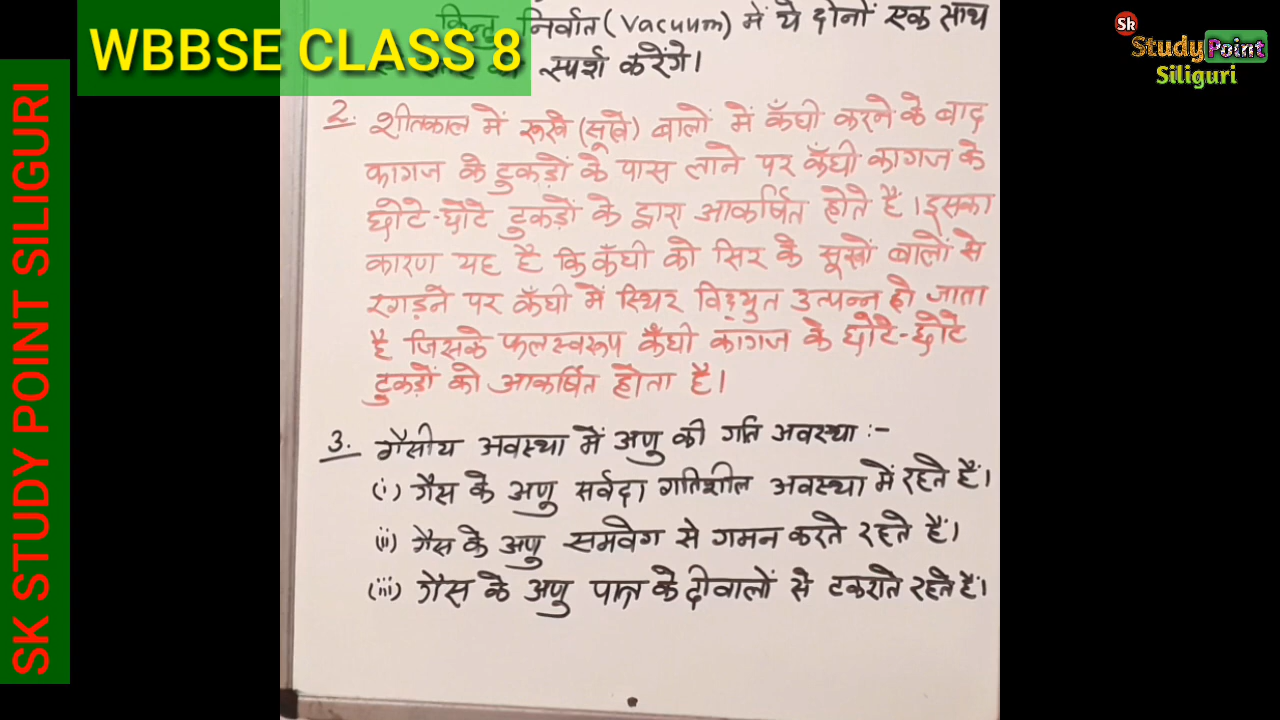 SK STUDY POINT SILIGURI
WBBSE CLASS 8
Sk
Study Point
Siliguri
किन्तु निर्वात (Vacuum) में ये दोनों एक साथ
स्पर्श करेंगे।
2. शीतकाल में रूखे (सूखे) बालों में कँघी करने के बाद
कागज के टुकड़ों के पास लाने पर कँघी कागज के
छोटे-छोटे टुकड़ों के द्वारा आकर्षित होते हैं। इसका
कारण यह है कि कँघी को सिर के सूखों बालों से
रगड़ने पर कँघी में स्थिर विद्युत उत्पन्न हो जाता
है जिसके फलस्वरूप कँघी कागज के छोटे-छोटे
टुकड़ों को आकर्षित होता है।
3. गैसीय अवस्था में अणु की गति अवस्था :-
(i) गैस के अणु सर्वदा गतिशील अवस्था में रहते हैं।
(ii) गैस के अणु समवेग से गमन करते रहते हैं।
(iii) गैस के अणु पात्र के दीवालों से टकराते रहते हैं।